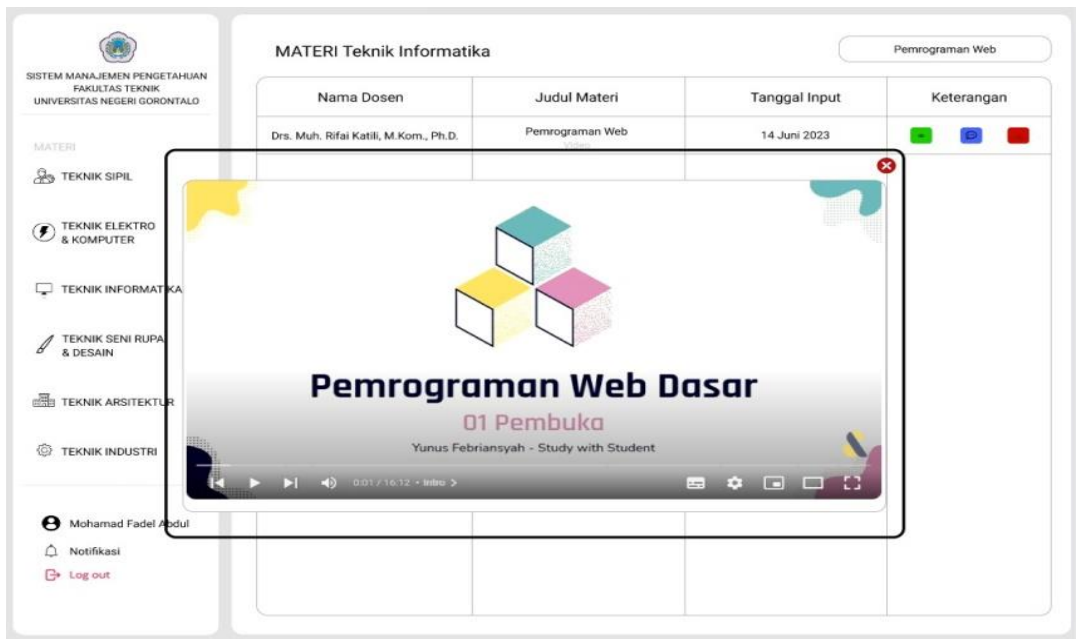 SISTEM MANAJEMEN PENGETAHUAN
FAKULTAS TEKNIK
UNIVERSITAS NEGERI GORONTALO
MATERI
TEKNIK SIPIL
TEKNIK ELEKTRO
& KOMPUTER
TEKNIK INFORMATIKA
TEKNIK SENI RUPA
& DESAIN
TEKNIK ARSITEKTUR
TEKNIK INDUSTRI
Mohamad Fadel Abdul
Notifikasi
Log out
MATERI Teknik Informatika
Pemrograman Web
Nama Dosen
Judul Materi
Tanggal Input
Keterangan
Drs. Muh. Rifai Katili, M.Kom., Ph.D.
Pemrograman Web
Video
14 Juni 2023
Pemrograman Web Dasar
01 Pembuka
Yunus Febriansyah - Study with Student
0:01 / 16:12 • Intro >